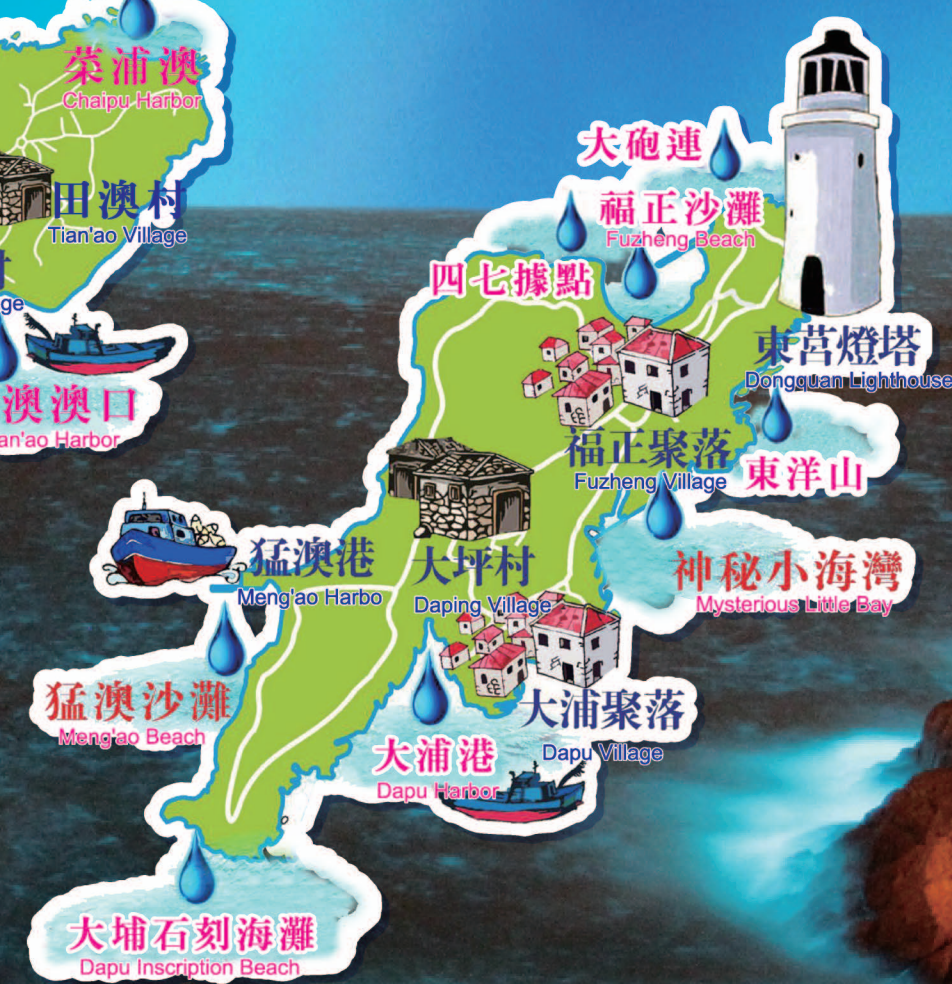 菜浦澳
Chaipu Harbor
田澳村
Tian'ao Village
大砲連
福正沙灘
Fuzheng Beach
四七據點
東莒燈塔
Dongquan Lighthouse
澳澳口
an'ao Harbor
福正聚落
Fuzheng Village
東洋山
猛澳港
Meng'ao Harbo
大坪村
Daping Village
神秘小海灣
Mysterious Little Bay
猛澳沙灘
Meng'ao Beach
大浦聚落
Dapu Village
大浦港
Dapu Harbor
大埔石刻海灘
Dapu Inscription Beach